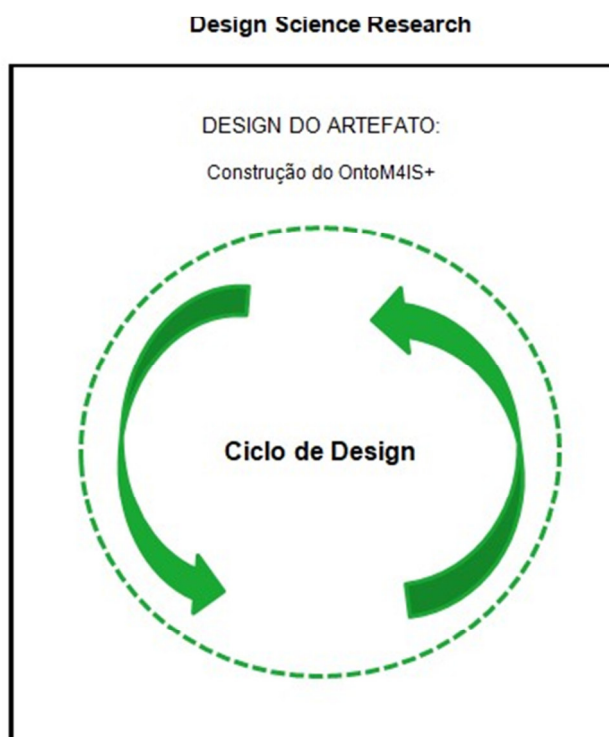 Design Science Research
DESIGN DO ARTEFATO:
Construção do OntoM4IS+
Ciclo de Design